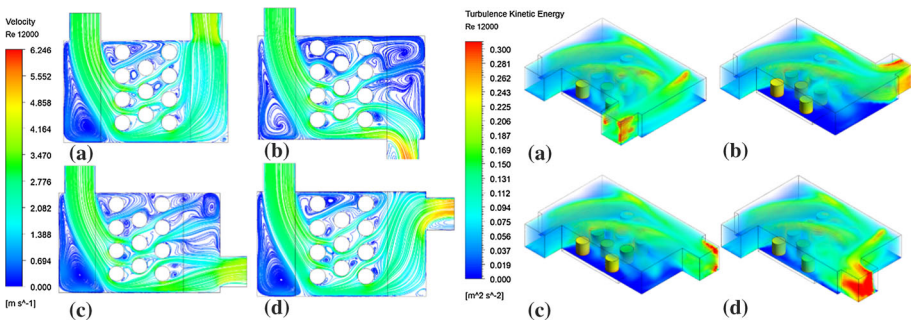 Velocity
Re 12000
6.246
5.552
4.858
4.164
3.470
2.776
2.082
1.388
0.694
0.000
[m s^-1]
(a)
(b)
(c)
(d)
Turbulence Kinetic Energy
Re 12000
0.300
0.281
0.262
0.243
0.225
0.206
0.187
0.169
0.150
0.131
0.112
0.094
0.075
0.056
0.037
0.019
0.000
[m^2 s^-2]
(a)
(b)
(c)
(d)